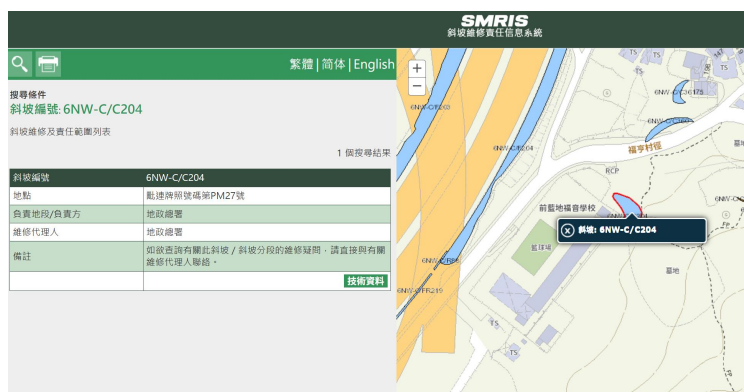 SMRIS
斜坡維修責任信息系統
繁體 | 简体 | English
搜尋條件
斜坡編號: 6NW-C/C204
斜坡維修及責任範圍列表
1 個搜尋結果
斜坡編號 6NW-C/C204
地點 毗連牌照號碼第PM27號
負責地段/負責方 地政總署
維修代理人 地政總署
備註 如欲查詢有關此斜坡 / 斜坡分段的維修疑問，請直接與有關
維修代理人聯絡。
技術資料
+
−
TS
TS
TS
6NW-C/C361
福亨村徑
RCP
前藍地福音學校
斜坡: 6NW-C/C204
籃球場
墓地
6NW-C/FR219
TS
TS
FP